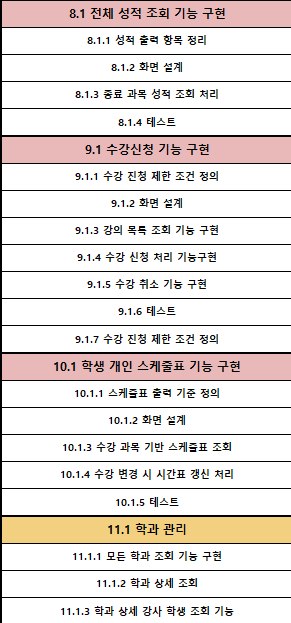 8.1 전체 성적 조회 기능 구현
8.1.1 성적 출력 항목 정리
8.1.2 화면 설계
8.1.3 종료 과목 성적 조회 처리
8.1.4 테스트
9.1 수강신청 기능 구현
9.1.1 수강 진청 제한 조건 정의
9.1.2 화면 설계
9.1.3 강의 목록 조회 기능 구현
9.1.4 수강 신청 처리 기능구현
9.1.5 수강 취소 기능 구현
9.1.6 테스트
9.1.7 수강 진청 제한 조건 정의
10.1 학생 개인 스케줄표 기능 구현
10.1.1 스케줄표 출력 기준 정의
10.1.2 화면 설계
10.1.3 수강 과목 기반 스케줄표 조회
10.1.4 수강 변경 시 시간표 갱신 처리
10.1.5 테스트
11.1 학과 관리
11.1.1 모든 학과 조회 기능 구현
11.1.2 학과 상세 조회
11.1.3 학과 상세 강사 학생 조회 기능